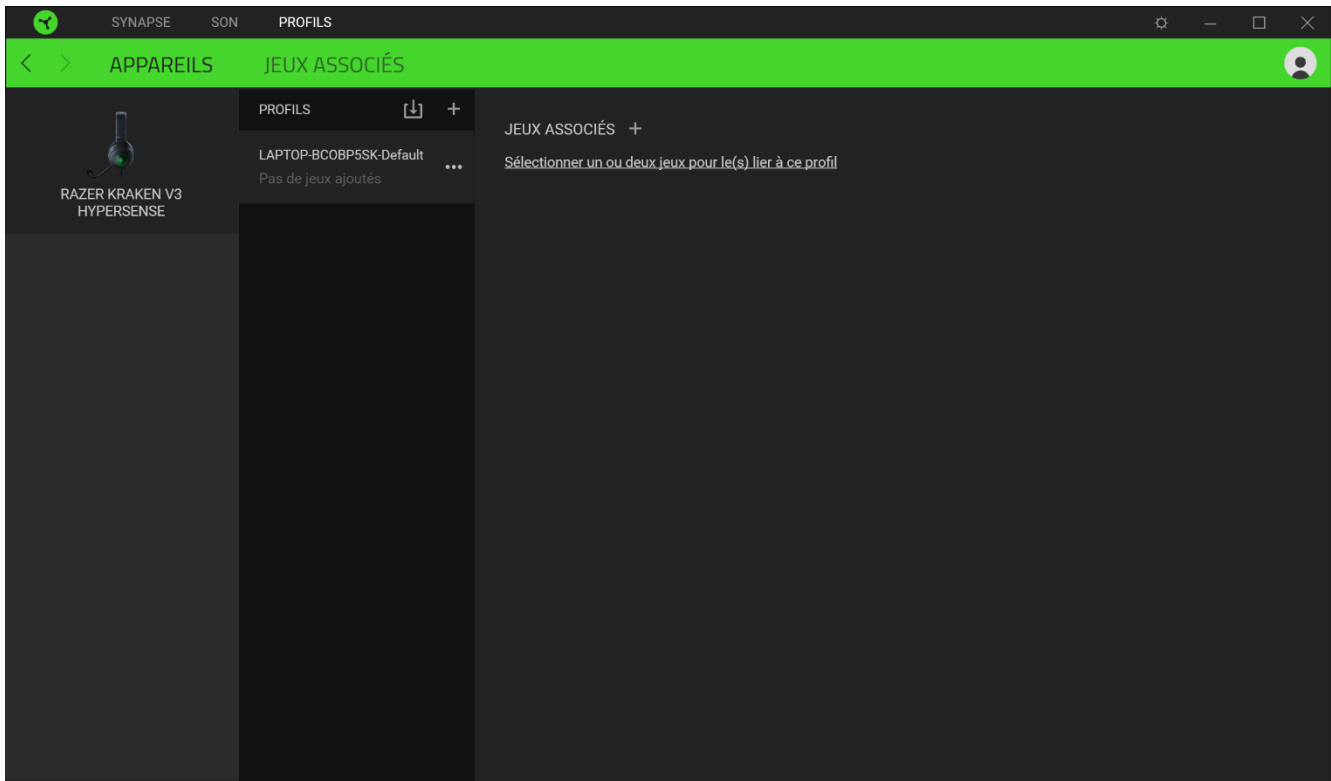 SYNAPSE SON PROFILS
APPAREILS JEUX ASSOCIÉS
RAZER KRAKEN V3
HYPERSENSE
PROFILS
LAPTOP-BCOBP5SK-Default
Pas de jeux ajoutés
JEUX ASSOCIÉS
Sélectionner un ou deux jeux pour le(s) lier à ce profil